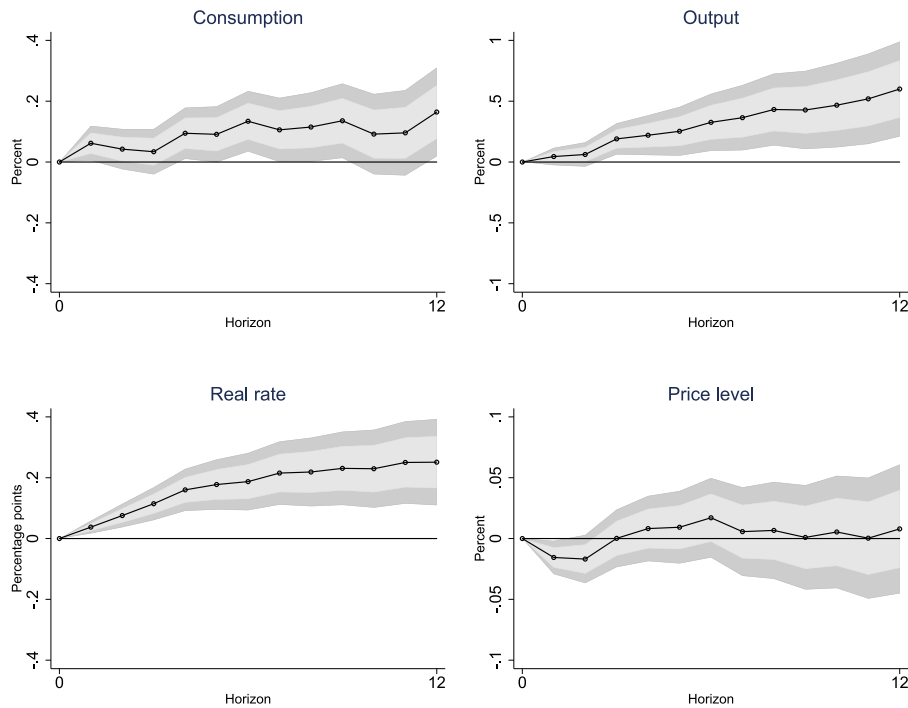 Consumption
Percent
.4
.2
0
-.2
-.4
0 12
Horizon
Output
Percent
1
.5
0
-.5
-1
0 12
Horizon
Real rate
Percentage points
.4
.2
0
-.2
-.4
0 12
Horizon
Price level
Percent
.1
.05
0
-.05
-.1
0 12
Horizon